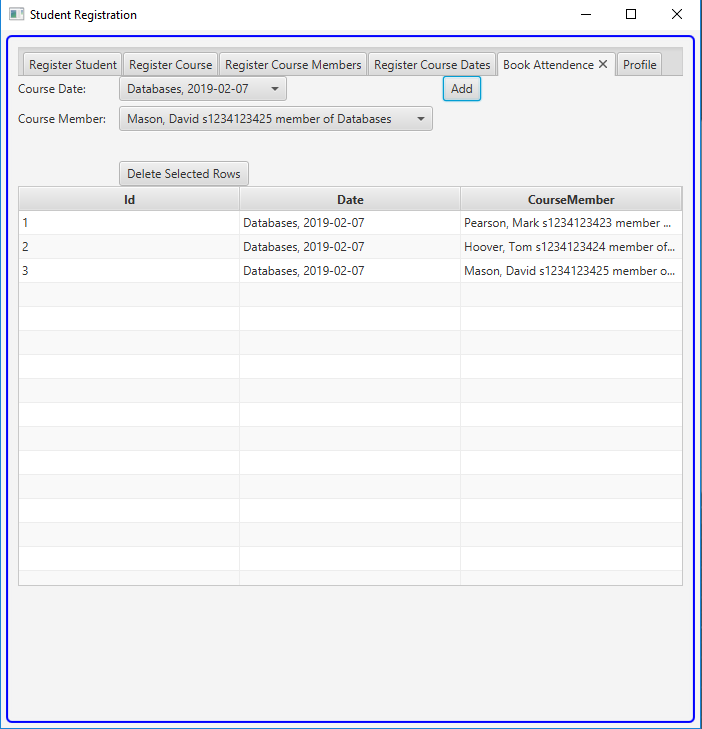 Student Registration
Register Student Register Course Register Course Members Register Course Dates Book Attendence Profile
Course Date: Databases, 2019-02-07 Add
Course Member: Mason, David s1234123425 member of Databases
Delete Selected Rows
Id Date CourseMember
1 Databases, 2019-02-07 Pearson, Mark s1234123423 member ...
2 Databases, 2019-02-07 Hoover, Tom s1234123424 member of...
3 Databases, 2019-02-07 Mason, David s1234123425 member o...